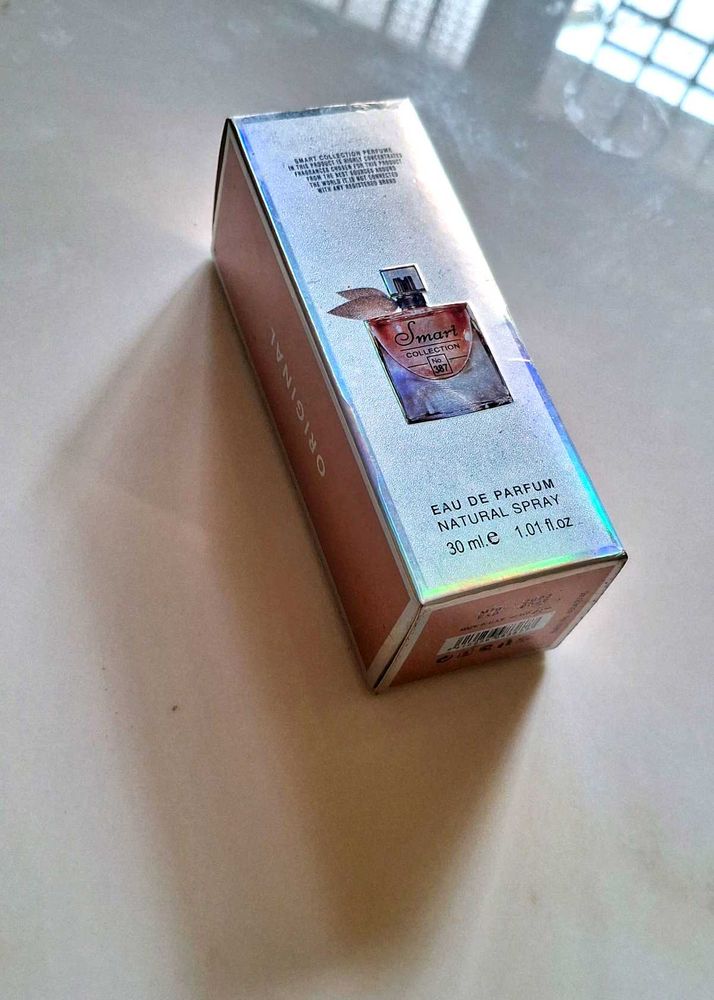 SMART COLLECTION PERFUME
IN THIS PRODUCT IS HIGHLY CONCENTRATED
FRAGRANCES CHOSEN FOR THIS PRODUCT
FROM THE BEST SOURCES AROUND
THE WORLD IT IS NOT CONNECTED
WITH ANY REGISTERED BRAND
Smart
COLLECTION
No
387
ORIGINAL
EAU DE PARFUM
NATURAL SPRAY
30 ml.e 1.01 fl.oz